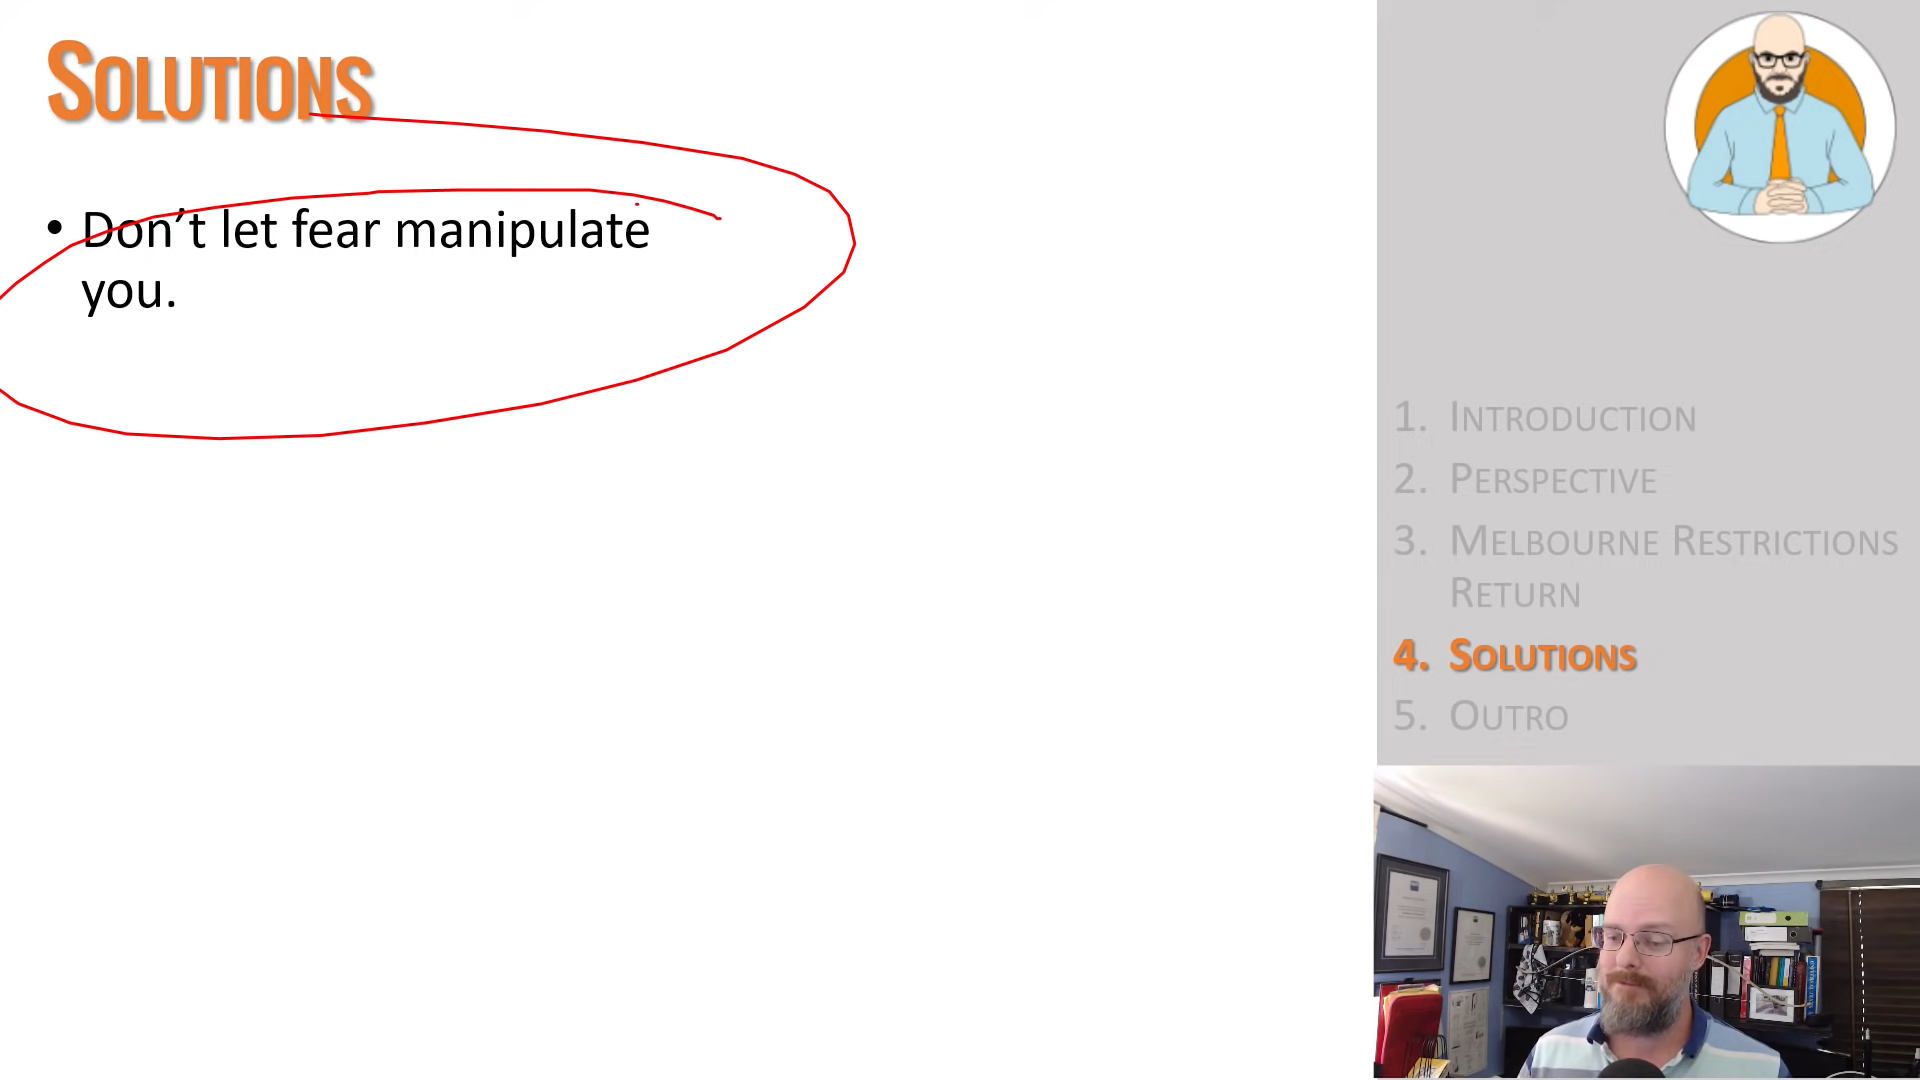 SOLUTIONS
• Don't let fear manipulate
you.
1. INTRODUCTION
2. PERSPECTIVE
3. MELBOURNE RESTRICTIONS
RETURN
4. SOLUTIONS
5. OUTRO